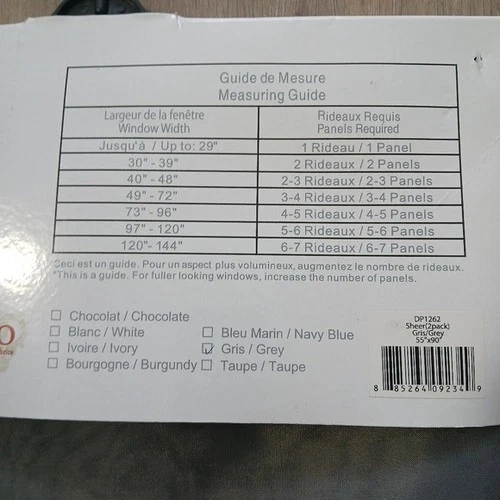 Guide de Mesure
Measuring Guide
Largeur de la fenêtre
Window Width
Rideaux Requis
Panels Required
Jusqu'à / Up to: 29" 1 Rideau / 1 Panel
30" - 39" 2 Rideaux / 2 Panels
40" - 48" 2-3 Rideaux / 2-3 Panels
49" - 72" 3-4 Rideaux / 3-4 Panels
73" - 96" 4-5 Rideaux / 4-5 Panels
97" - 120" 5-6 Rideaux / 5-6 Panels
120"- 144" 6-7 Rideaux / 6-7 Panels
*Ceci est un guide. Pour un aspect plus volumineux, augmentez le nombre de rideaux.
*This is a guide. For fuller looking windows, increase the number of panels.
Chocolat / Chocolate
Blanc / White Bleu Marin / Navy Blue
Ivoire / Ivory Gris / Grey
Bourgogne / Burgundy Taupe / Taupe
DP1262
Sheer(2pack)
Gris/Grey
55"x90"
8 85264 09234 9